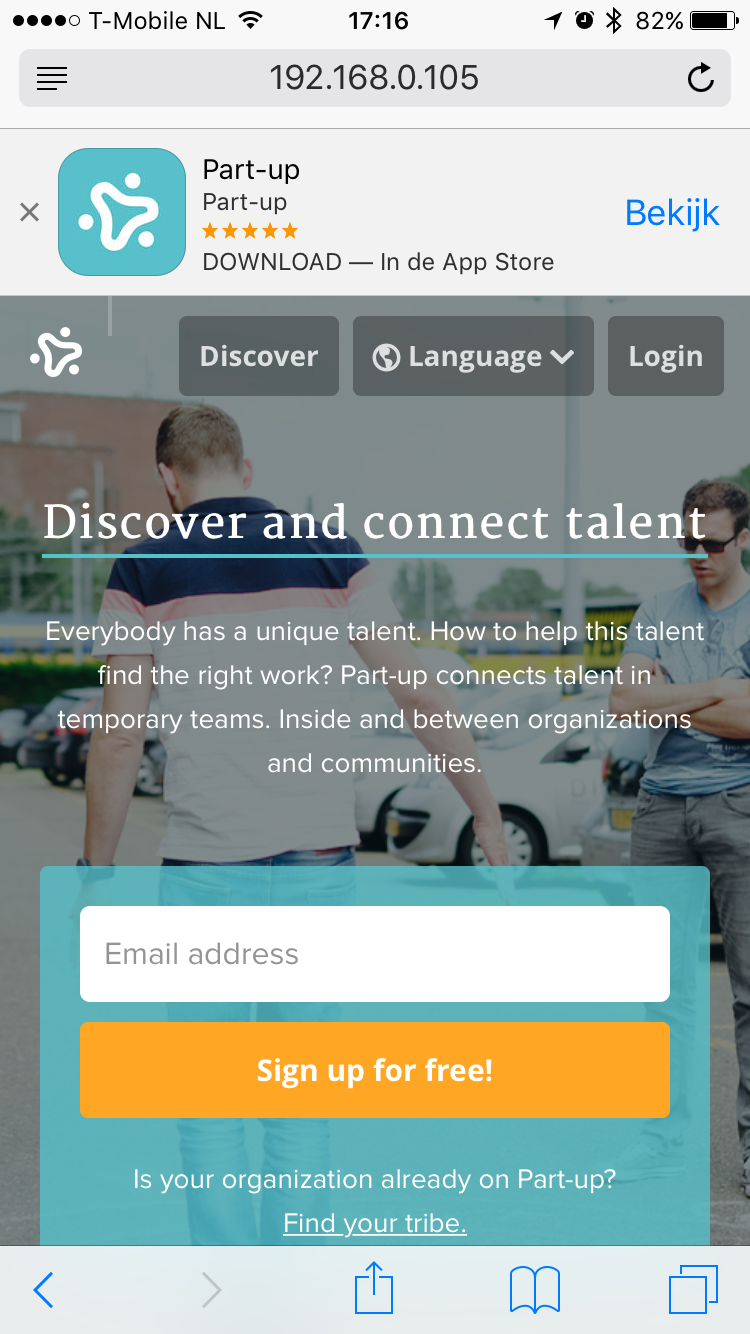 T-Mobile NL 17:16 82%
192.168.0.105
Part-up
Part-up
DOWNLOAD — In de App Store
Bekijk
Discover Language Login
Discover and connect talent
Everybody has a unique talent. How to help this talent
find the right work? Part-up connects talent in
temporary teams. Inside and between organizations
and communities.
Email address
Sign up for free!
Is your organization already on Part-up?
Find your tribe.